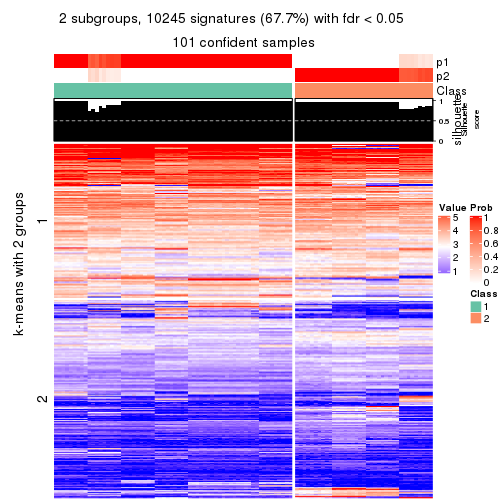 2 subgroups, 10245 signatures (67.7%) with fdr < 0.05
101 confident samples
p1
p2
Class
silhouette
Silhouette
score
1
0.5
0
k-means with 2 groups
1
2
Value
5
4
3
2
1
Prob
1
0.8
0.6
0.4
0.2
0
Class
1
2